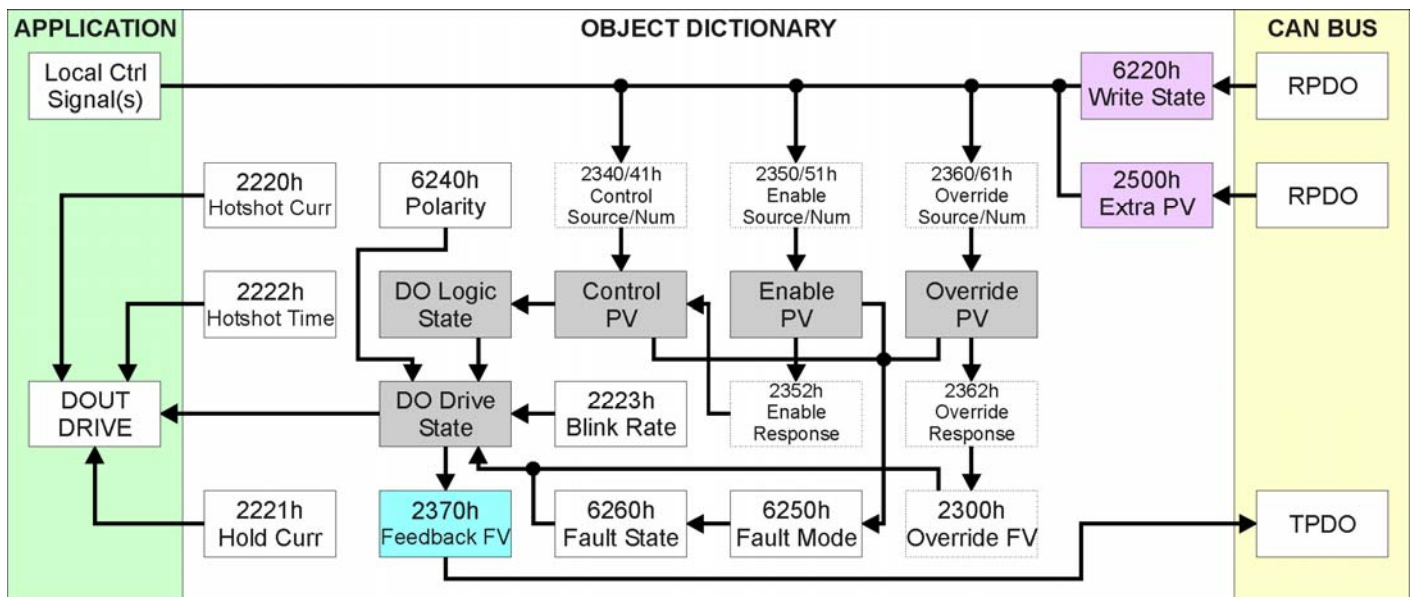 APPLICATION
OBJECT DICTIONARY
CAN BUS
Local Ctrl
Signal(s)
6220h
Write State
RPDO
2220h
Hotshot Curr
6240h
Polarity
2340/41h
Control
Source/Num
2350/51h
Enable
Source/Num
2360/61h
Override
Source/Num
2500h
Extra PV
RPDO
2222h
Hotshot Time
DO Logic
State
Control
PV
Enable
PV
Override
PV
DOUT
DRIVE
DO Drive
State
2223h
Blink Rate
2352h
Enable
Response
2362h
Override
Response
2221h
Hold Curr
2370h
Feedback FV
6260h
Fault State
6250h
Fault Mode
2300h
Override FV
TPDO